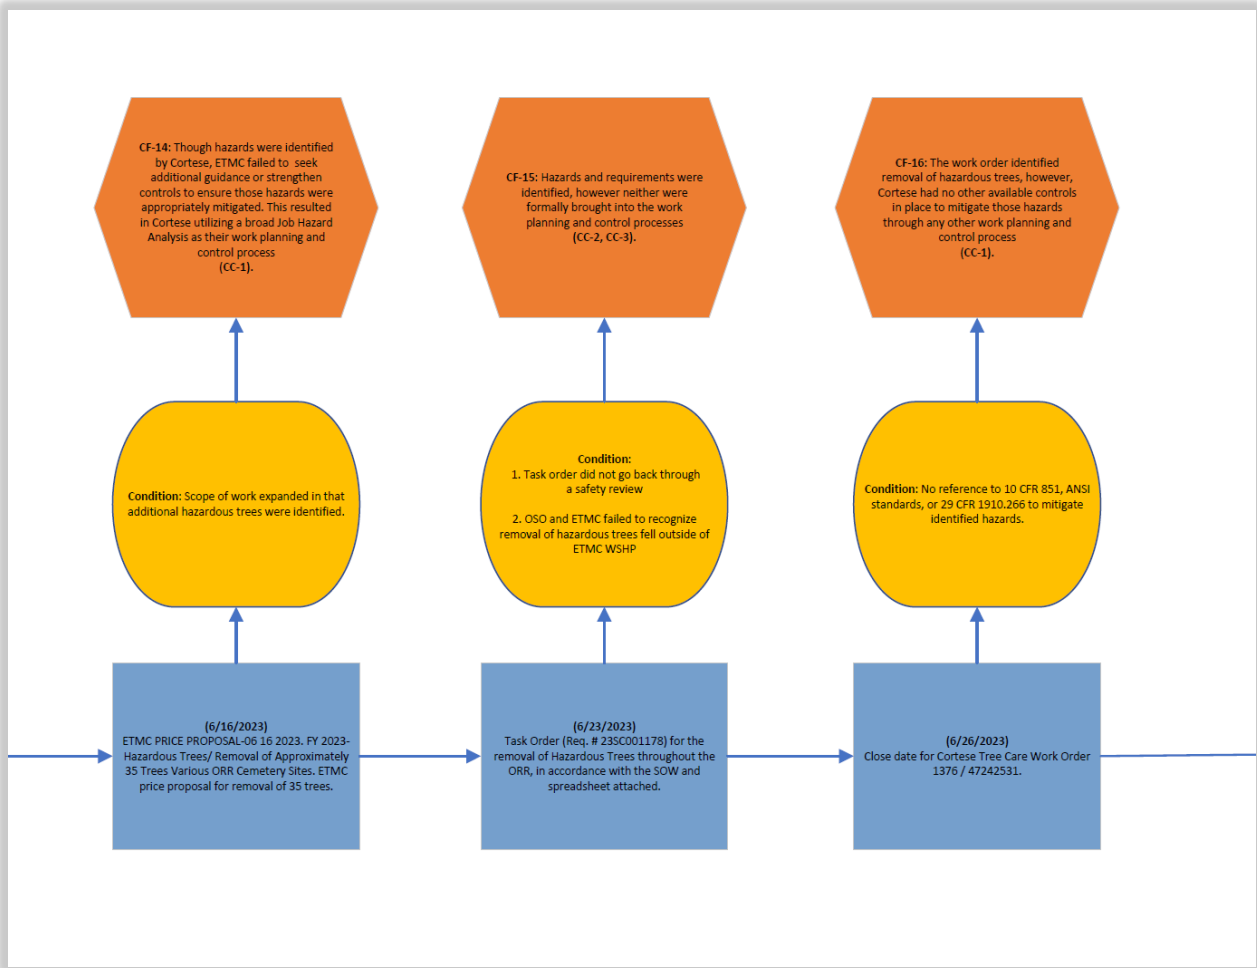 CF-14: Though hazards were identified
by Cortese, ETMC failed to seek
additional guidance or strengthen
controls to ensure those hazards were
appropriately mitigated. This resulted
in Cortese utilizing a broad Job Hazard
Analysis as their work planning and
control process
(CC-1).
CF-15: Hazards and requirements were
identified, however neither were
formally brought into the work
planning and control processes
(CC-2, CC-3).
CF-16: The work order identified
removal of hazardous trees, however,
Cortese had no other available controls
in place to mitigate those hazards
through any other work planning and
control process
(CC-1).
Condition: Scope of work expanded in that
additional hazardous trees were identified.
Condition:
1. Task order did not go back through
a safety review
2. OSO and ETMC failed to recognize
removal of hazardous trees fell outside of
ETMC WSHP
Condition: No reference to 10 CFR 851, ANSI
standards, or 29 CFR 1910.266 to mitigate
identified hazards.
(6/16/2023)
ETMC PRICE PROPOSAL-06 16 2023. FY 2023-
Hazardous Trees/ Removal of Approximately
35 Trees Various ORR Cemetery Sites. ETMC
price proposal for removal of 35 trees.
(6/23/2023)
Task Order (Req. # 23SC001178) for the
removal of Hazardous Trees throughout the
ORR, in accordance with the SOW and
spreadsheet attached.
(6/26/2023)
Close date for Cortese Tree Care Work Order
1376 / 47242531.